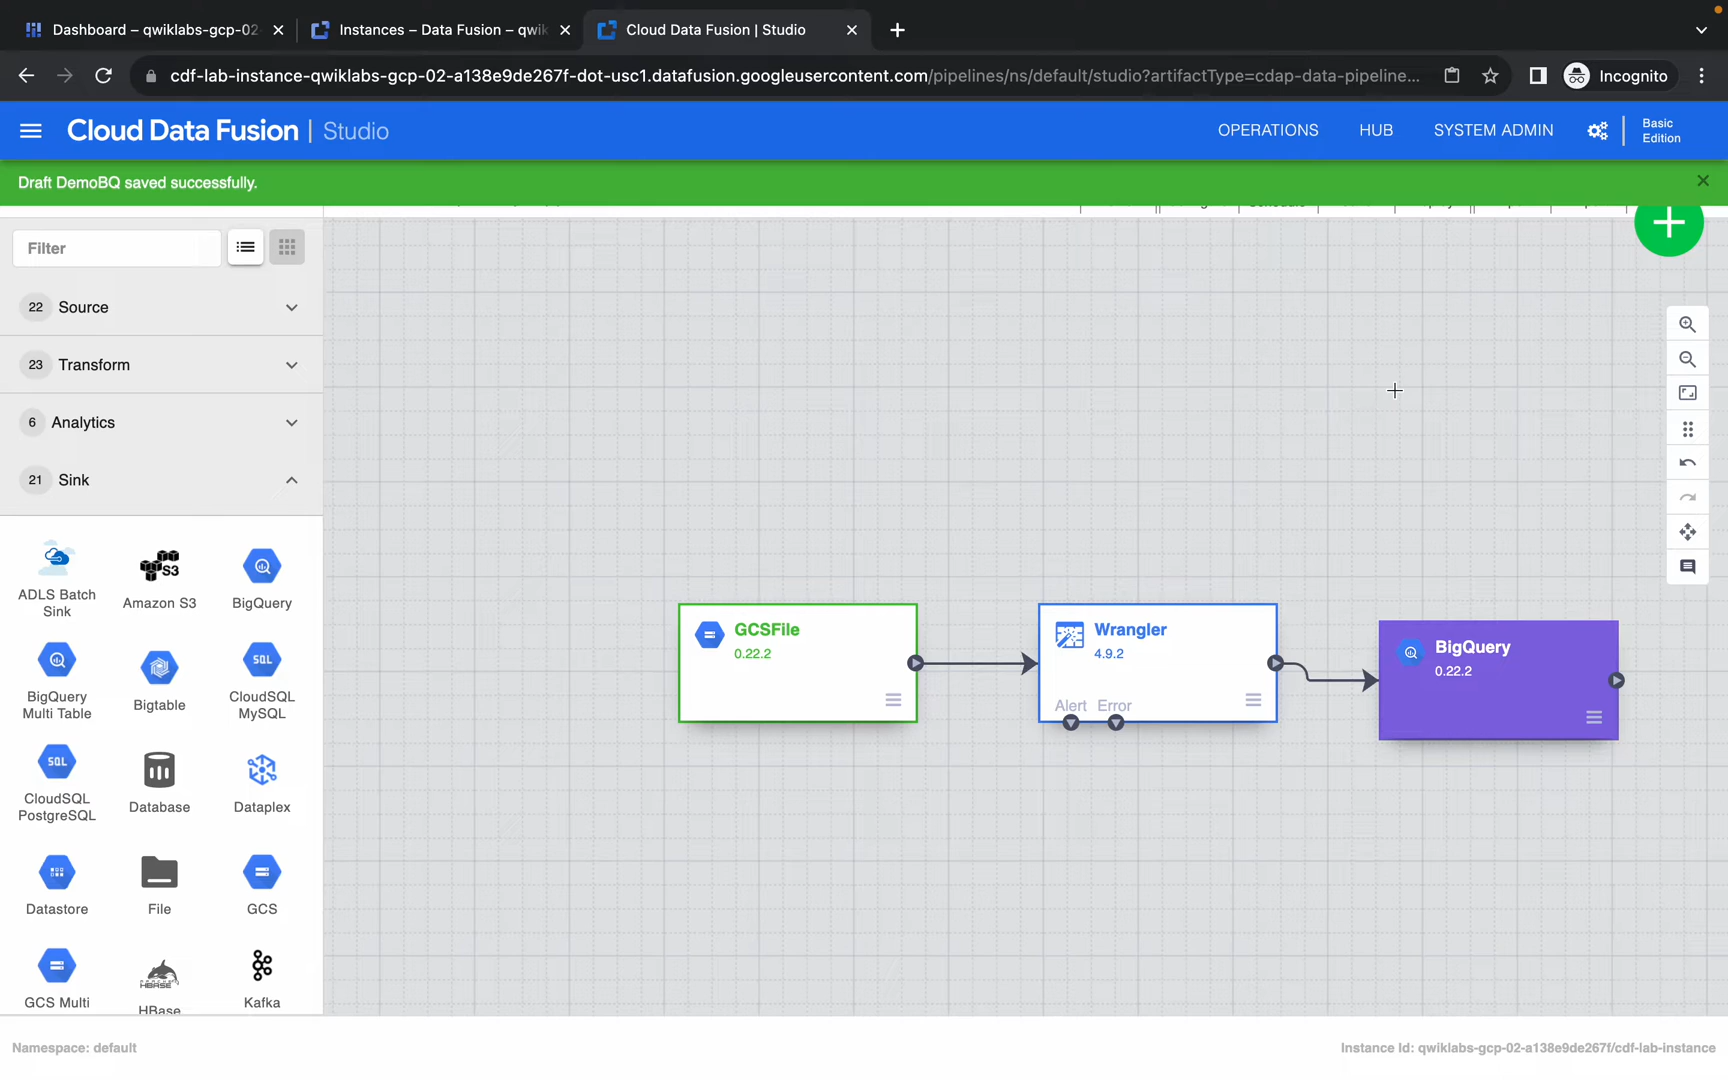 Dashboard – qwiklabs-gcp-02
Instances – Data Fusion – qwik
Cloud Data Fusion | Studio
cdf-lab-instance-qwiklabs-gcp-02-a138e9de267f-dot-usc1.datafusion.googleusercontent.com/pipelines/ns/default/studio?artifactType=cdap-data-pipeline...
Incognito
Cloud Data Fusion | Studio
OPERATIONS
HUB
SYSTEM ADMIN
Basic
Edition
Draft DemoBQ saved successfully.
Filter
22 Source
23 Transform
6 Analytics
21 Sink
ADLS Batch
Sink
S3
Amazon S3
BigQuery
BigQuery
Multi Table
Bigtable
SQL
CloudSQL
MySQL
SQL
CloudSQL
PostgreSQL
Database
Dataplex
Datastore
File
GCS
GCS Multi
HBASE
HBase
Kafka
GCSFile
0.22.2
Wrangler
4.9.2
Alert Error
BigQuery
0.22.2
Namespace: default
Instance Id: qwiklabs-gcp-02-a138e9de267f/cdf-lab-instance